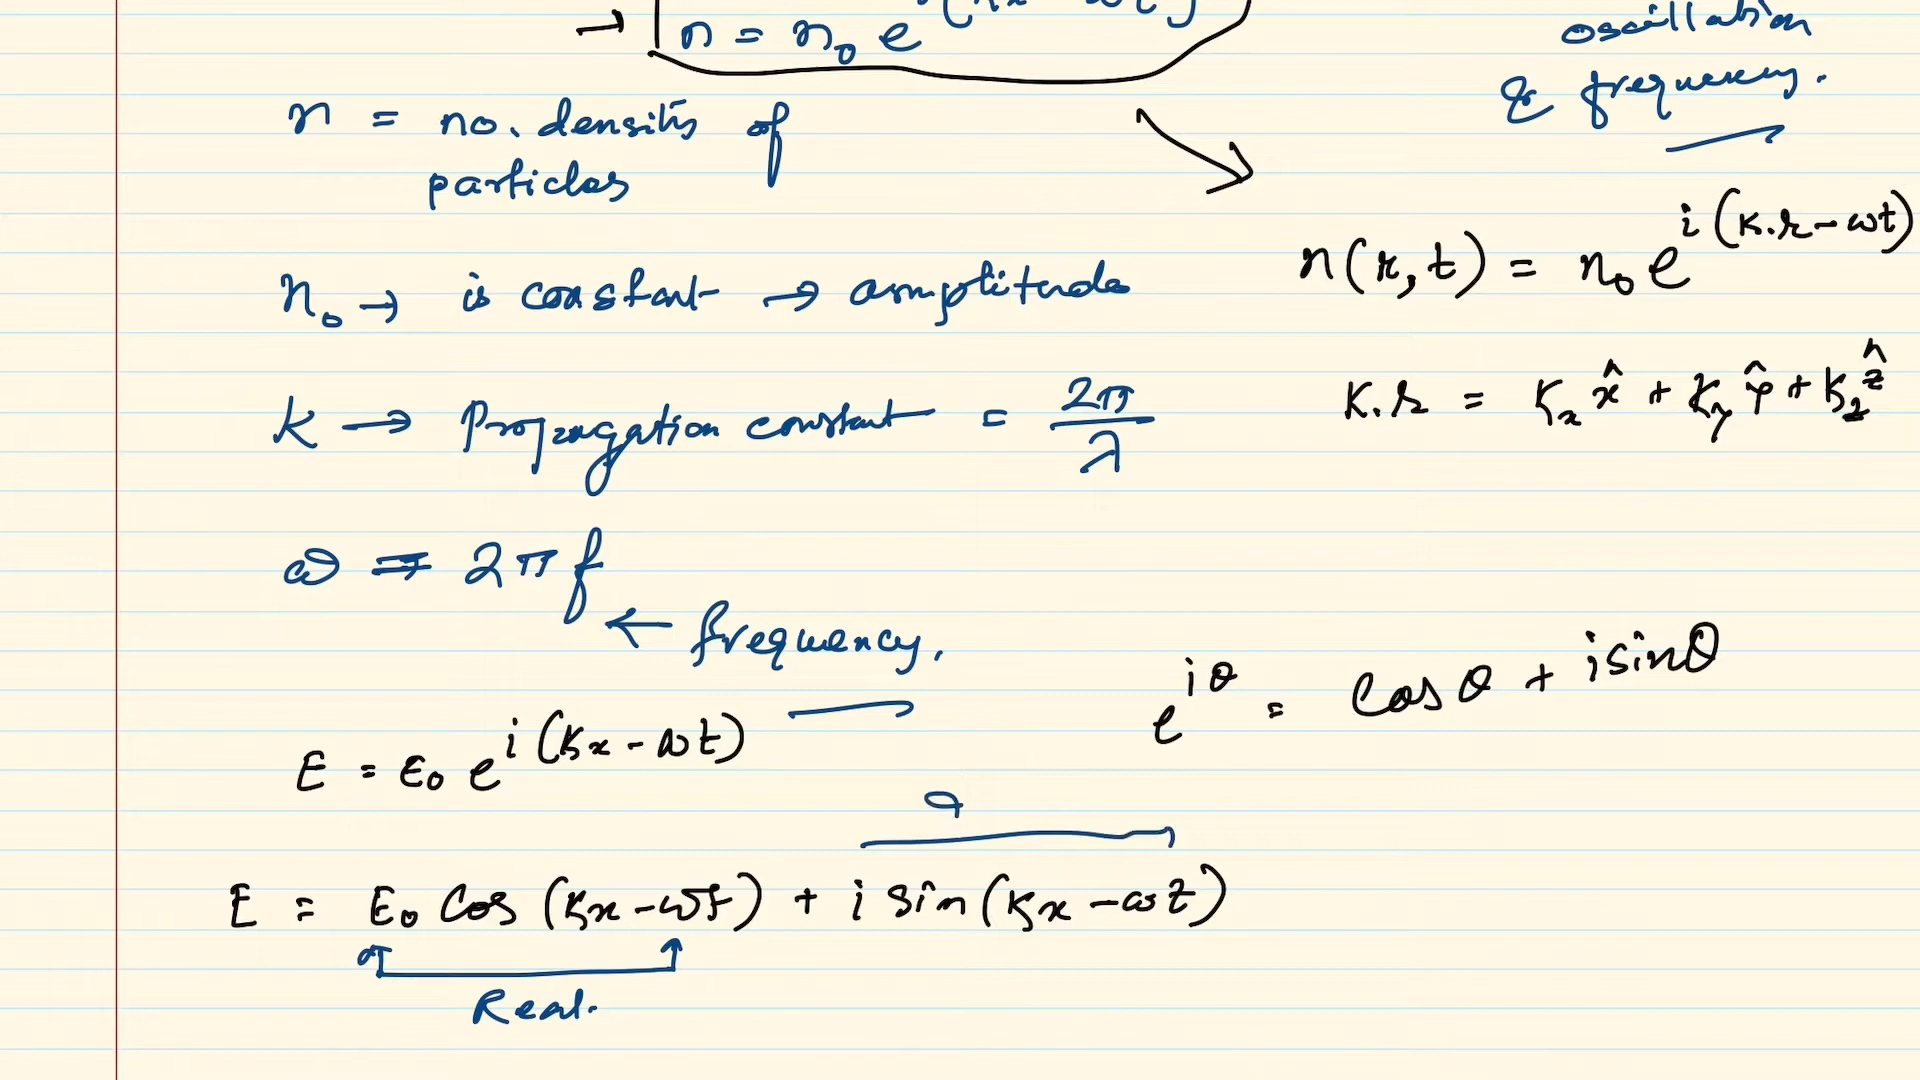 → n = n₀ e
oscillation
& frequency.
n = no. density of
particles
n(r,t) = n₀ e^{i(k.r-ωt)}
n₀ → is constant → amplitude
k.r = kₓ x̂ + k_y ŷ + k_z ẑ
k → Propagation constant = 2π/λ
ω = 2πf
← frequency.
e^{iθ} = Cos θ + i sin θ
E = E₀ e^{i(kx - ωt)}
E = E₀ Cos (kx - ωt) + i sin (kx - ωt)
Real.